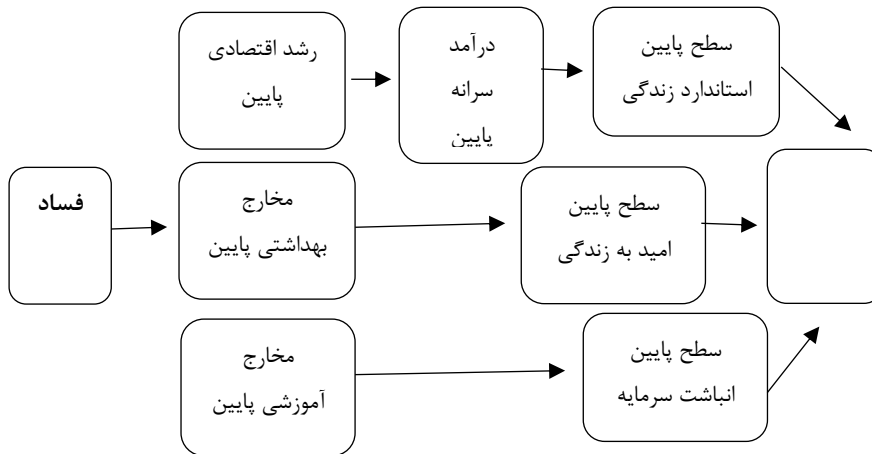 رشد اقتصادی
پایین
درآمد
سرانه
پایین
سطح پایین
استاندارد زندگی
فساد
مخارج
بهداشتی پایین
سطح پایین
امید به زندگی
مخارج
آموزشی پایین
سطح پایین
انباشت سرمایه